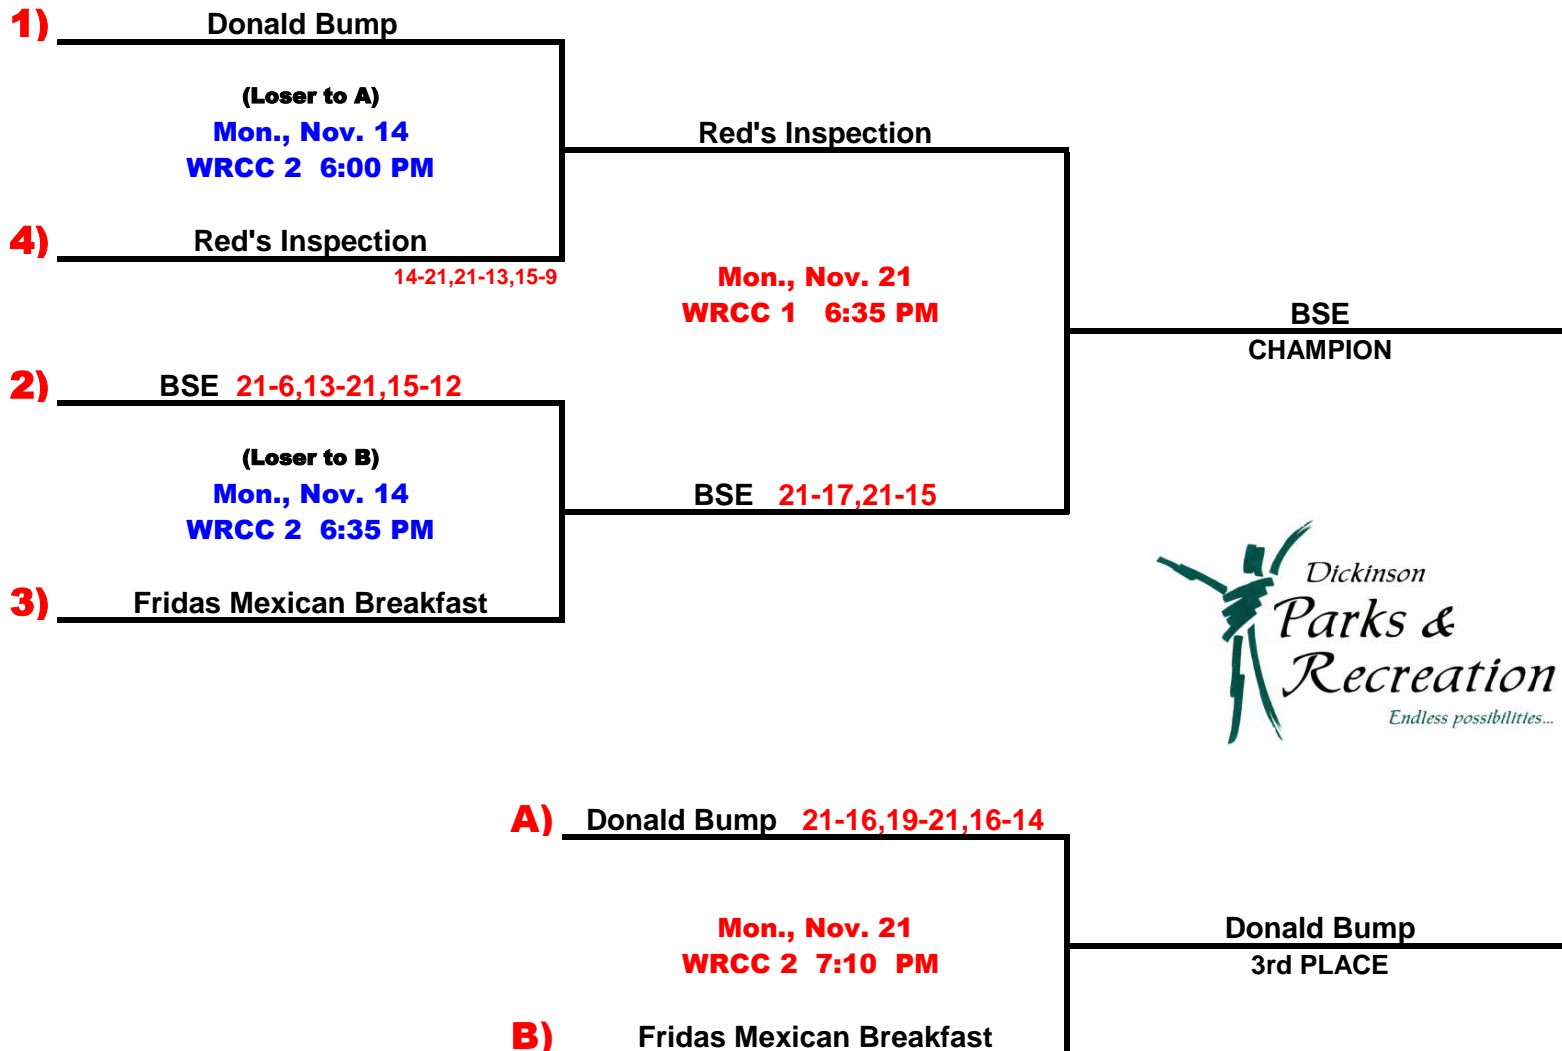 1) Donald Bump
(Loser to A)
Mon., Nov. 14
WRCC 2 6:00 PM
Red's Inspection
4) Red's Inspection
14-21,21-13,15-9
Mon., Nov. 21
WRCC 1 6:35 PM
BSE
CHAMPION
2) BSE 21-6,13-21,15-12
(Loser to B)
Mon., Nov. 14
WRCC 2 6:35 PM
BSE 21-17,21-15
3) Fridas Mexican Breakfast
Dickinson
Parks &
Recreation
Endless possibilities...
A) Donald Bump 21-16,19-21,16-14
Mon., Nov. 21
WRCC 2 7:10 PM
Donald Bump
3rd PLACE
B) Fridas Mexican Breakfast